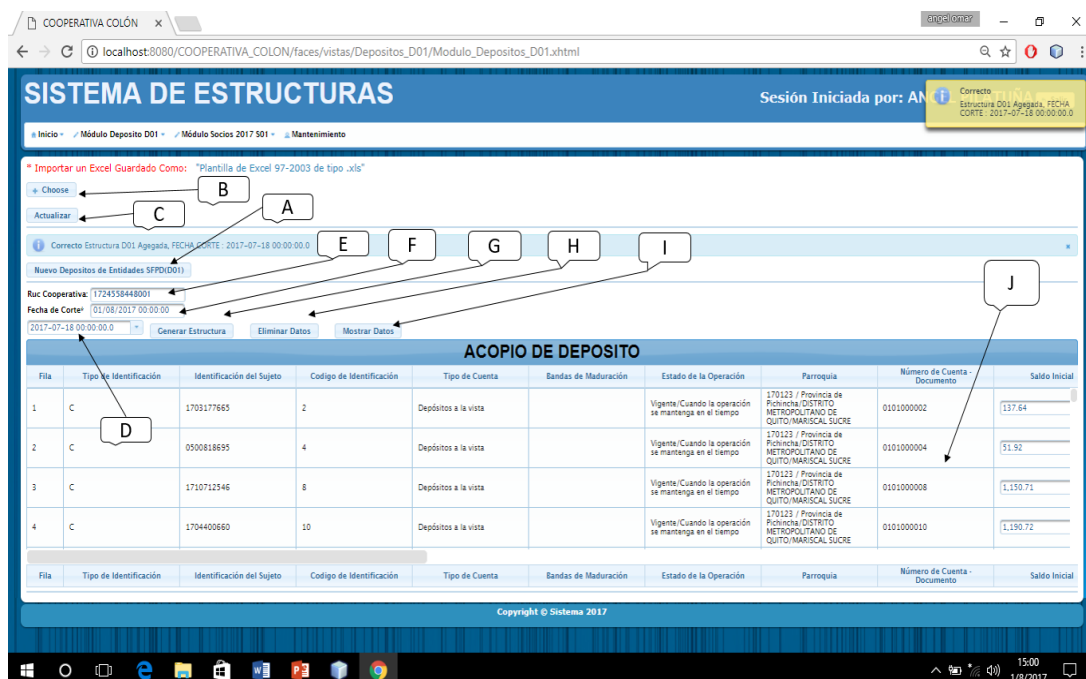 COOPERATIVA COLÓN
angel omar
localhost:8080/COOPERATIVA_COLON/faces/vistas/Depositos_D01/Modulo_Depositos_D01.xhtml
SISTEMA DE ESTRUCTURAS
Sesión Iniciada por: AN
Correcto
Estructura D01 Agegada, FECHA
CORTE : 2017-07-18 00:00:00.0
Inicio Módulo Deposito D01 Módulo Socios 2017 S01 Mantenimiento
* Importar un Excel Guardado Como: "Plantilla de Excel 97-2003 de tipo .xls"
+ Choose
B
A
Actualizar
C
Correcto Estructura D01 Agegada, FECHA CORTE : 2017-07-18 00:00:00.0
E
F
G
H
I
J
Nuevo Depositos de Entidades SFPD(D01)
Ruc Cooperativa: 1724558448001
Fecha de Corte* 01/08/2017 00:00:00
2017-07-18 00:00:00.0 Generar Estructura Eliminar Datos Mostrar Datos
ACOPIO DE DEPOSITO
Fila Tipo de Identificación Identificación del Sujeto Codigo de Identificación Tipo de Cuenta Bandas de Maduración Estado de la Operación Parroquia Número de Cuenta - Documento Saldo Inicial
1 C 1703177665 2 Depósitos a la vista Vigente/Cuando la operación se mantenga en el tiempo 170123 / Provincia de Pichincha/DISTRITO METROPOLITANO DE QUITO/MARISCAL SUCRE 0101000002 137.64
D
2 C 0500818695 4 Depósitos a la vista Vigente/Cuando la operación se mantenga en el tiempo 170123 / Provincia de Pichincha/DISTRITO METROPOLITANO DE QUITO/MARISCAL SUCRE 0101000004 51.92
3 C 1710712546 8 Depósitos a la vista Vigente/Cuando la operación se mantenga en el tiempo 170123 / Provincia de Pichincha/DISTRITO METROPOLITANO DE QUITO/MARISCAL SUCRE 0101000008 1,150.71
4 C 1704400660 10 Depósitos a la vista Vigente/Cuando la operación se mantenga en el tiempo 170123 / Provincia de Pichincha/DISTRITO METROPOLITANO DE QUITO/MARISCAL SUCRE 0101000010 1,190.72
Fila Tipo de Identificación Identificación del Sujeto Codigo de Identificación Tipo de Cuenta Bandas de Maduración Estado de la Operación Parroquia Número de Cuenta - Documento Saldo Inicial
Copyright © Sistema 2017
15:00
1/8/2017